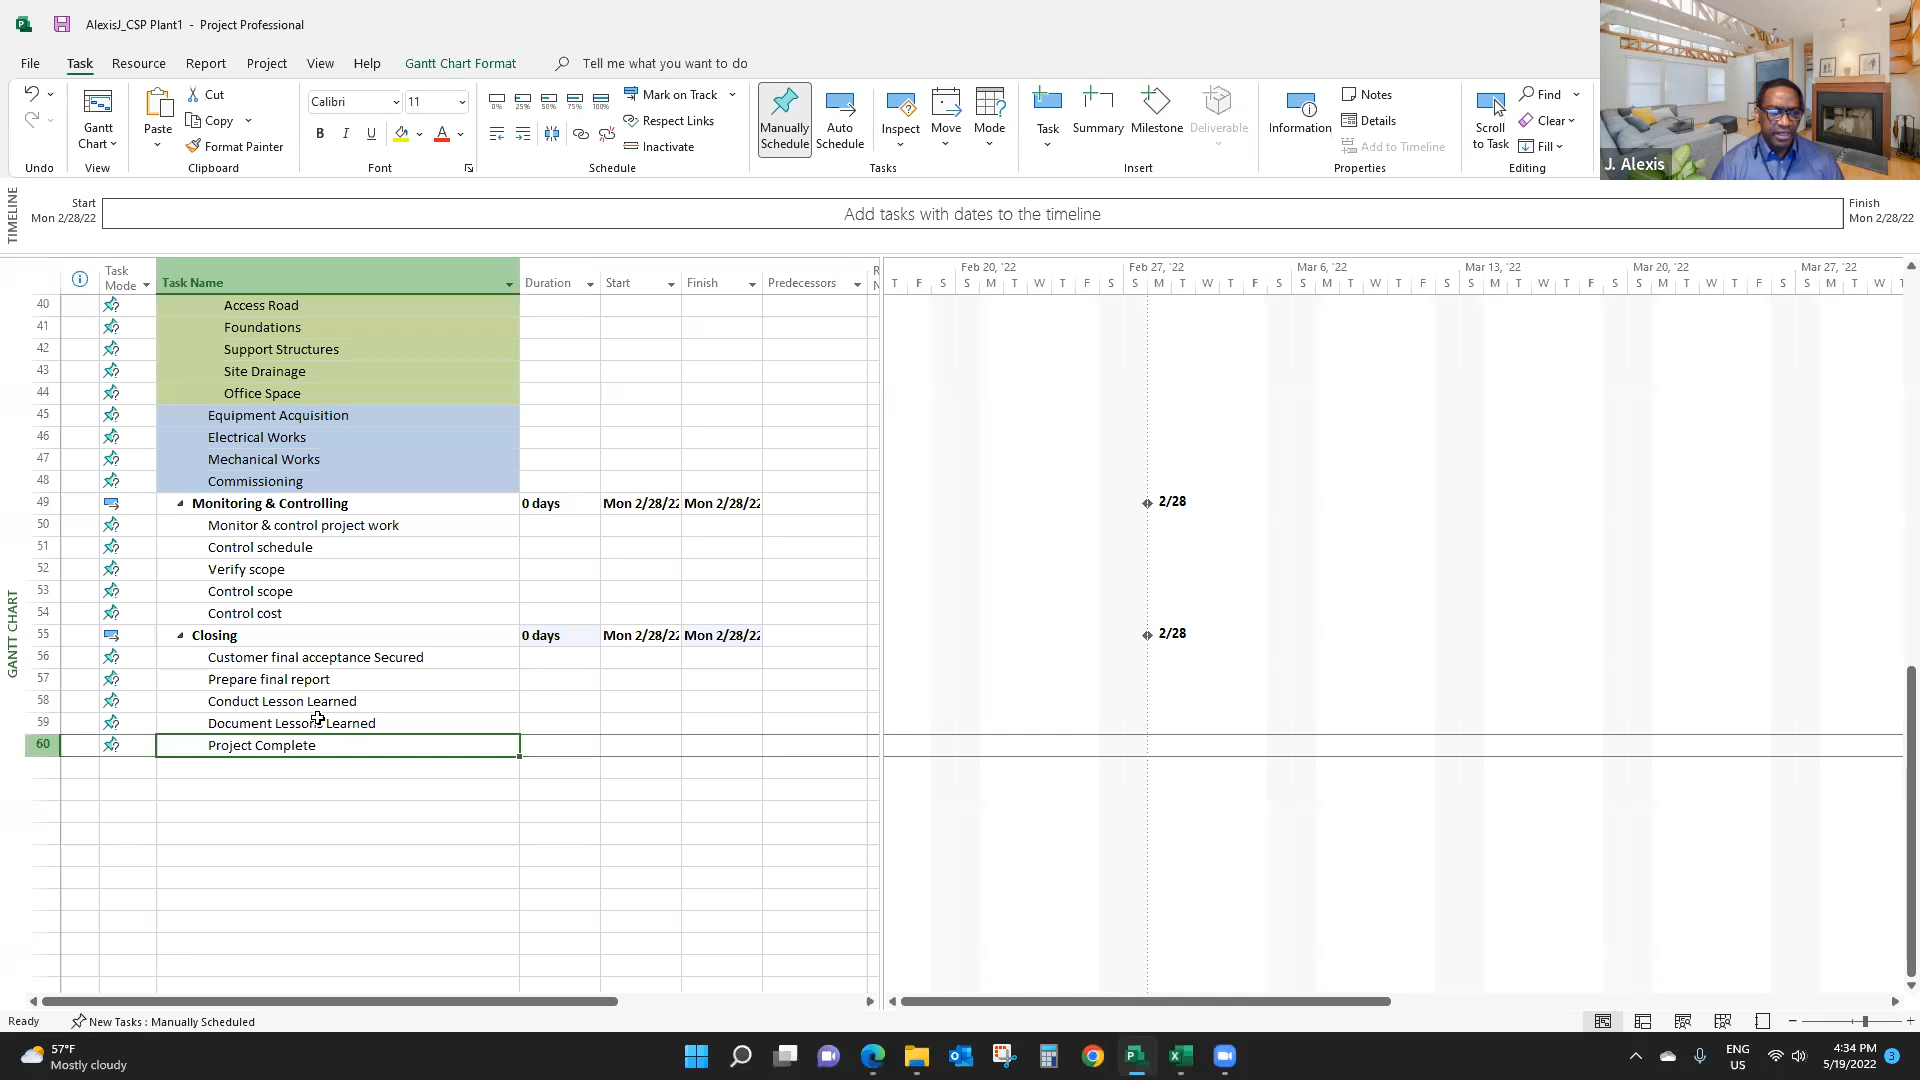 AlexisJ_CSP Plant1 - Project Professional
File Task Resource Report Project View Help Gantt Chart Format Tell me what you want to do
Undo
Gantt
Chart
View
Paste
Cut
Copy
Format Painter
Clipboard
Calibri 11
B I U A
Font
0% 25% 50% 75% 100%
Mark on Track
Respect Links
Inactivate
Schedule
Manually
Schedule
Auto
Schedule
Inspect
Move
Mode
Tasks
Task
Summary
Milestone
Deliverable
Insert
Information
Notes
Details
Add to Timeline
Properties
Scroll
to Task
Find
Clear
Fill
Editing
J. Alexis
TIMELINE
Start
Mon 2/28/22
Add tasks with dates to the timeline
Finish
Mon 2/28/22
Task
Mode
Task Name Duration Start Finish Predecessors R
N
Feb 20, '22 Feb 27, '22 Mar 6, '22 Mar 13, '22 Mar 20, '22 Mar 27, '22
T F S S M T W T F S S M T W T F S S M T W T F S S M T W T F S S M T W T F S S M T W T
40 Access Road
41 Foundations
42 Support Structures
43 Site Drainage
44 Office Space
45 Equipment Acquisition
46 Electrical Works
47 Mechanical Works
48 Commissioning
49 Monitoring & Controlling 0 days Mon 2/28/22 Mon 2/28/22 2/28
50 Monitor & control project work
51 Control schedule
52 Verify scope
53 Control scope
54 Control cost
55 Closing 0 days Mon 2/28/22 Mon 2/28/22 2/28
56 Customer final acceptance Secured
57 Prepare final report
58 Conduct Lesson Learned
59 Document Lessons Learned
60 Project Complete
GANTT CHART
Ready New Tasks : Manually Scheduled
57°F
Mostly cloudy
ENG
US
4:34 PM
5/19/2022
3